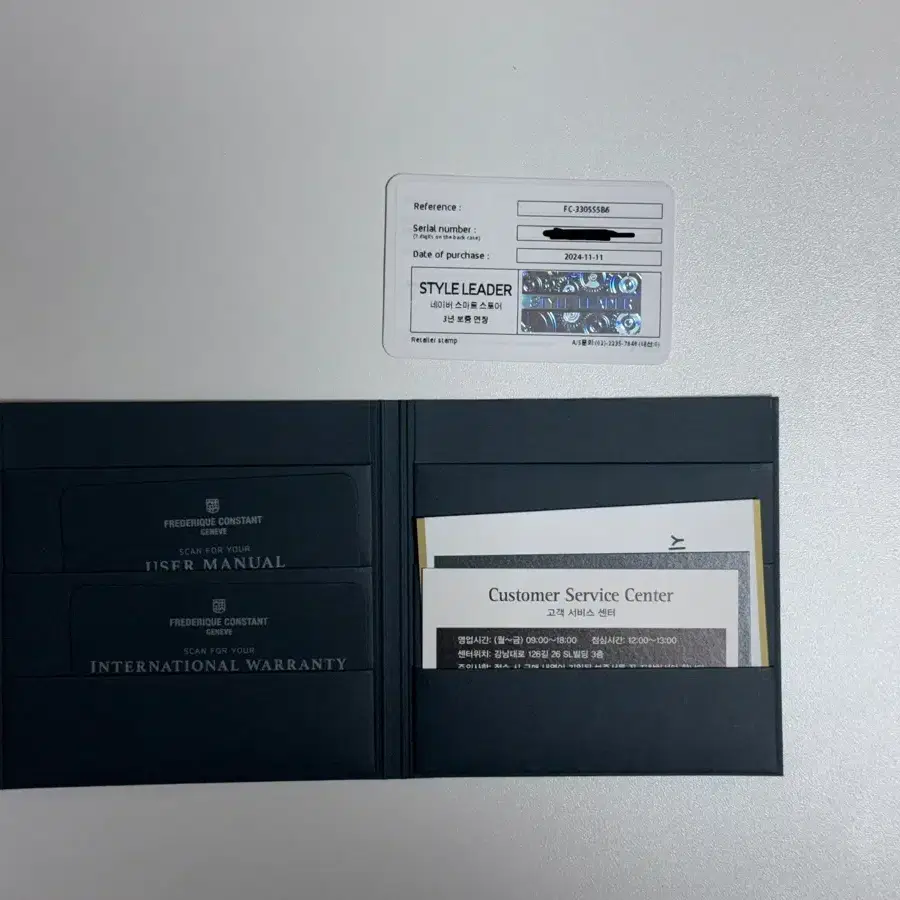 Reference :
FC-330SS5B6
Serial number :
(7 digits on the back case)
Date of purchase :
2024-11-11
STYLE LEADER
네이버 스마트 스토어
3년 보증 연장
STYLE LEADER
Retailer stamp
FREDERIQUE CONSTANT
GENEVE
SCAN FOR YOUR
USER MANUAL
FREDERIQUE CONSTANT
GENEVE
SCAN FOR YOUR
INTERNATIONAL WARRANTY
Customer Service Center
고객 서비스 센터
영업시간: (월~금) 09:00~18:00 점심시간: 12:00~13:00
센터위치: 강남대로 126길 26 SL빌딩 3층